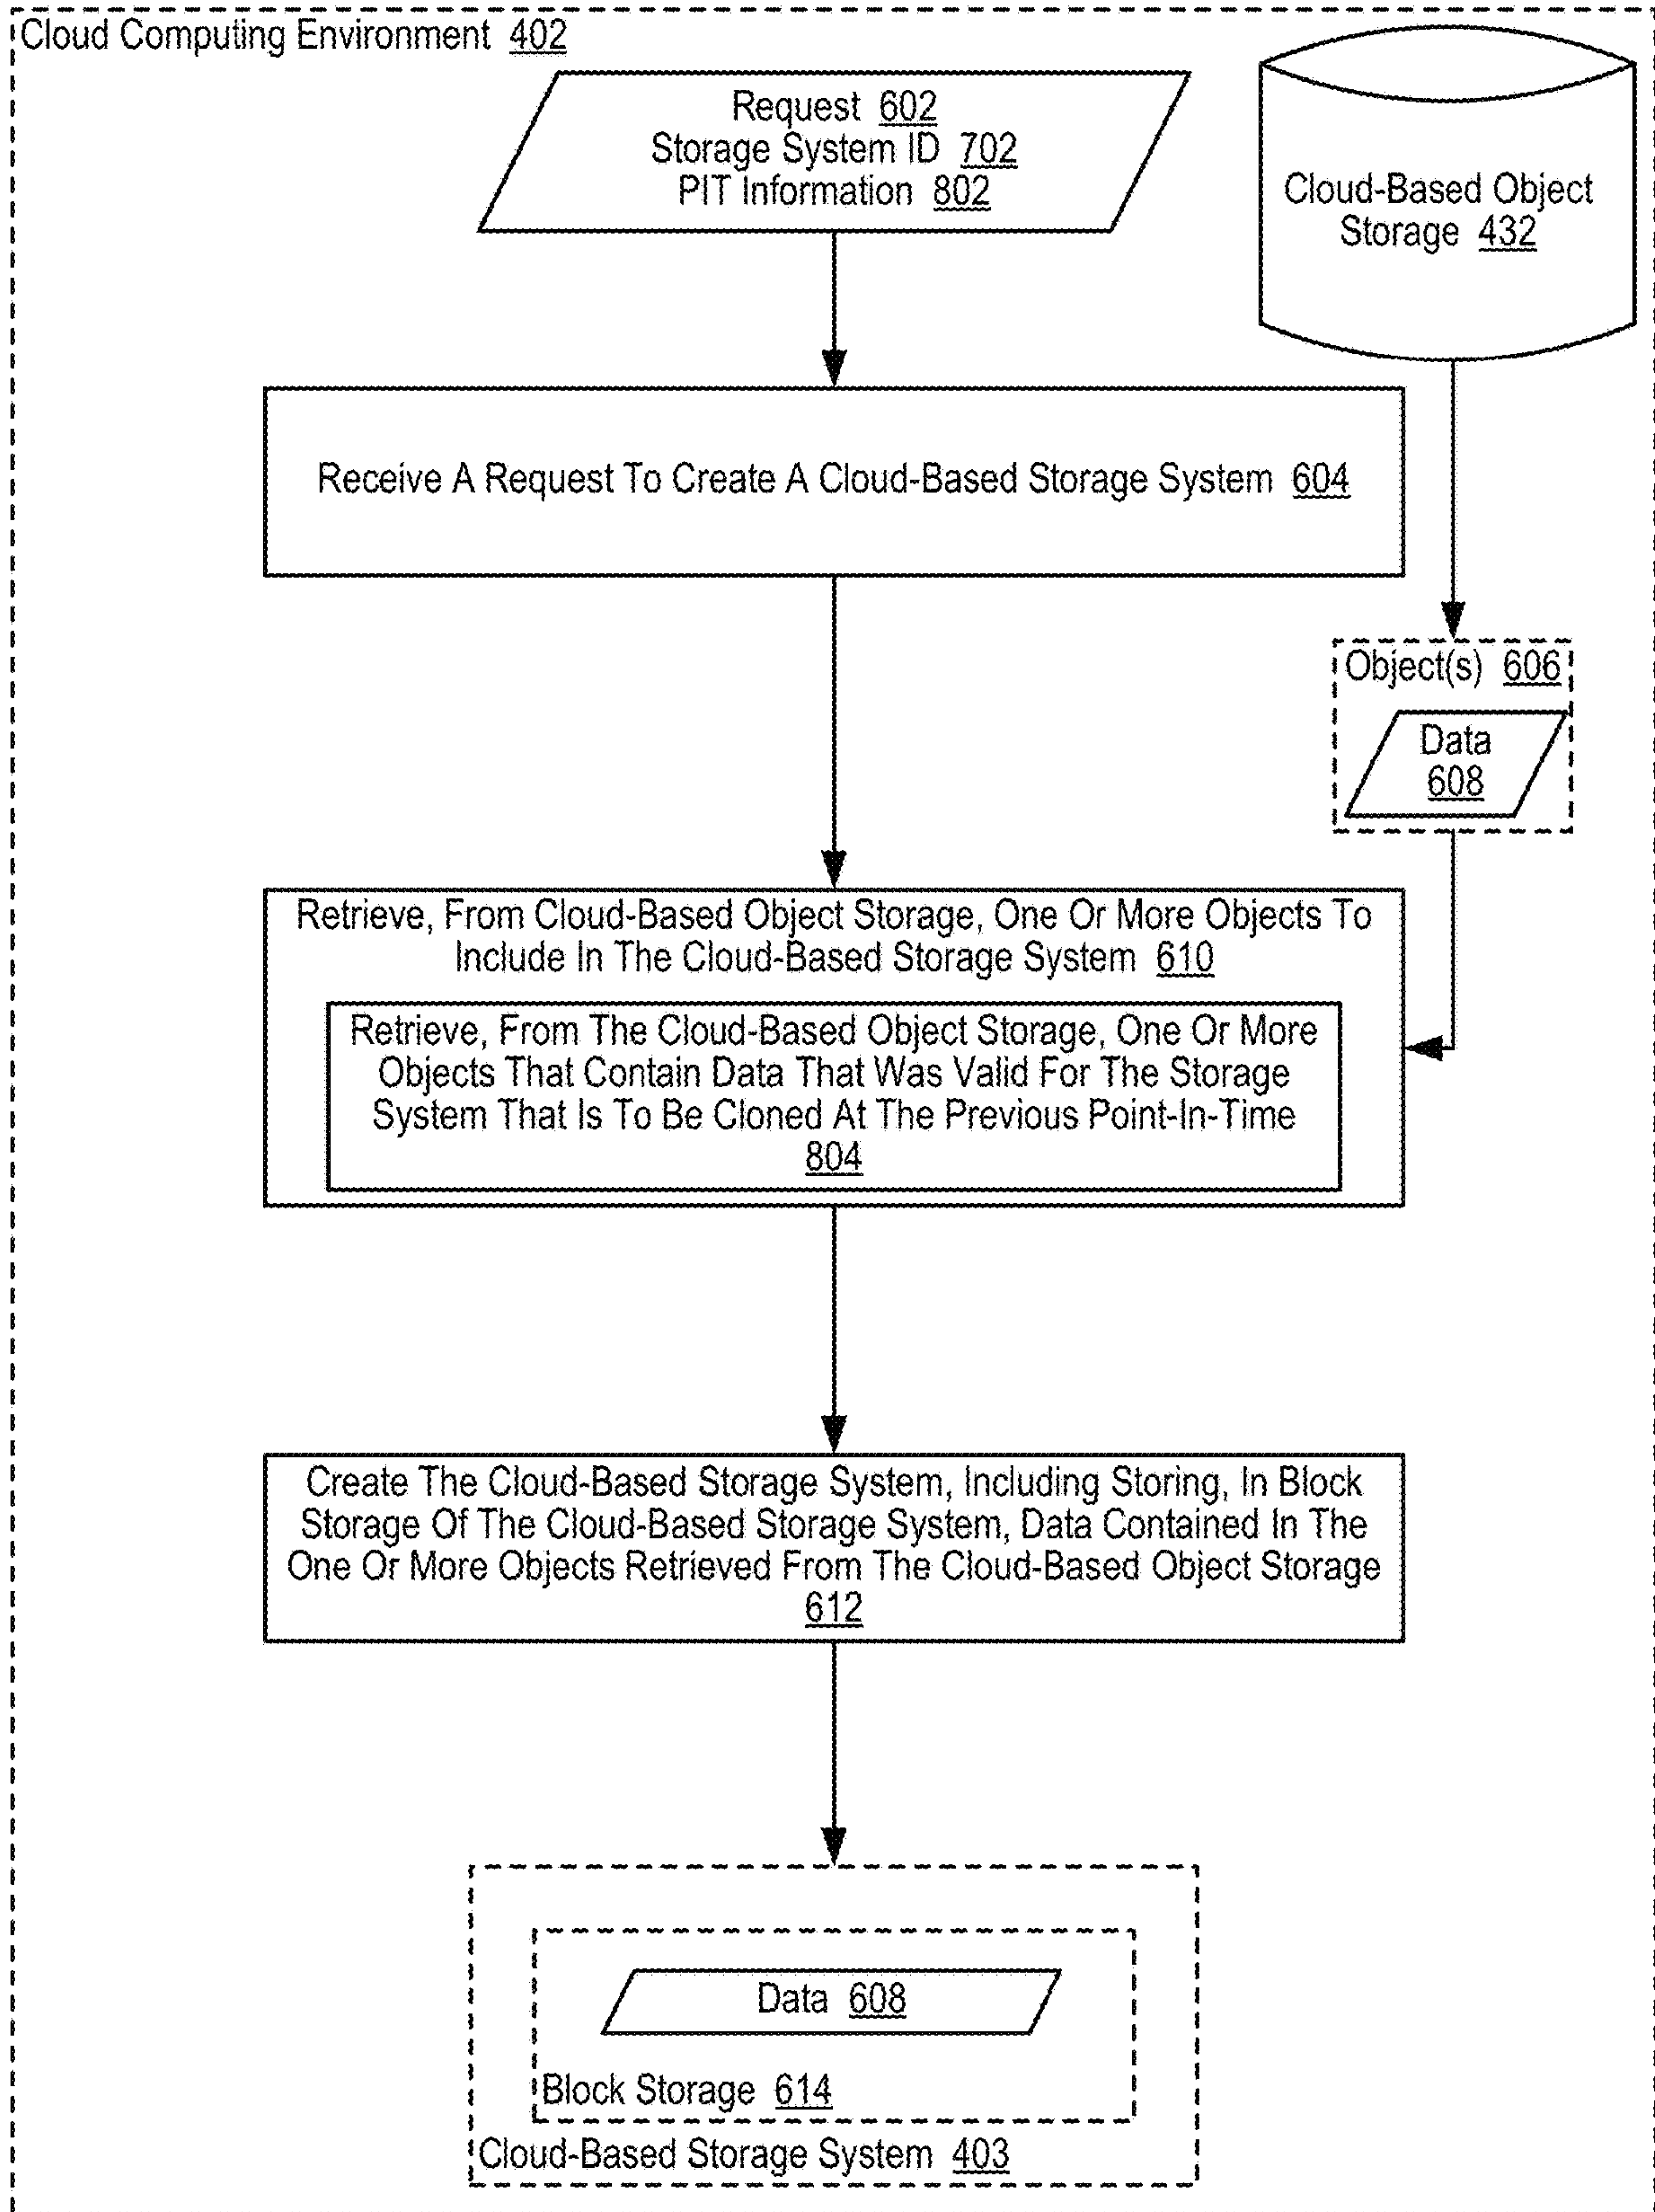 Cloud Computing Environment 402
Request 602
Storage System ID 702
PIT Information 802
Cloud-Based Object
Storage 432
Receive A Request To Create A Cloud-Based Storage System 604
Object(s) 606
Data
608
Retrieve, From Cloud-Based Object Storage, One Or More Objects To
Include In The Cloud-Based Storage System 610
Retrieve, From The Cloud-Based Object Storage, One Or More
Objects That Contain Data That Was Valid For The Storage
System That Is To Be Cloned At The Previous Point-In-Time
804
Create The Cloud-Based Storage System, Including Storing, In Block
Storage Of The Cloud-Based Storage System, Data Contained In The
One Or More Objects Retrieved From The Cloud-Based Object Storage
612
Data 608
Block Storage 614
Cloud-Based Storage System 403